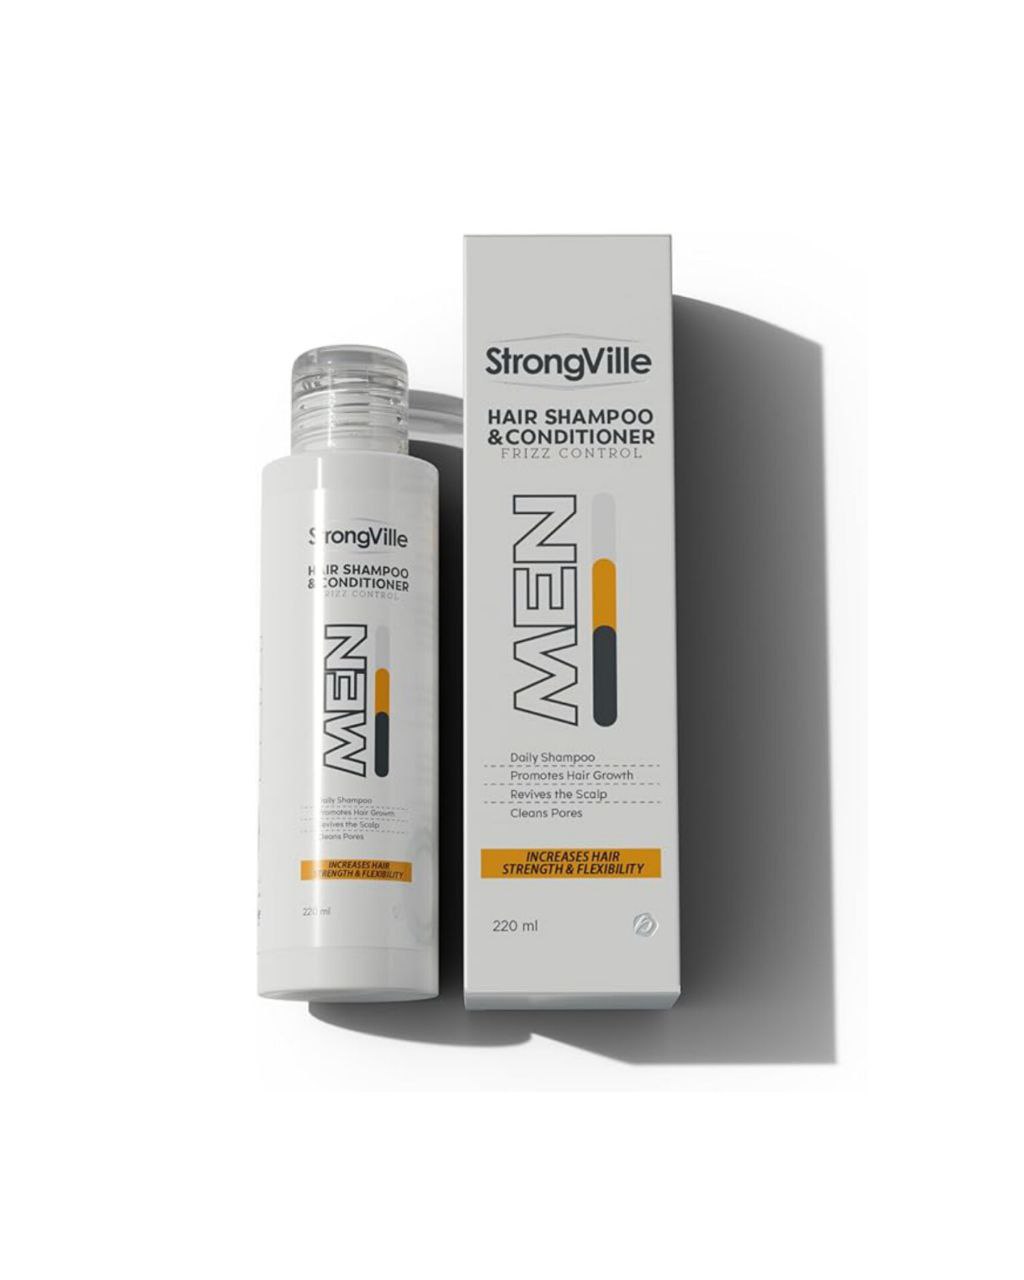 StrongVille
HAIR SHAMPOO
& CONDITIONER
FRIZZ CONTROL
MEN
Daily Shampoo
Promotes Hair Growth
Revives the Scalp
Cleans Pores
INCREASES HAIR
STRENGTH & FLEXIBILITY
220 ml
StrongVille
HAIR SHAMPOO
&CONDITIONER
FRIZZ CONTROL
MEN
Daily Shampoo
Promotes Hair Growth
Revives the Scalp
Cleans Pores
INCREASES HAIR
STRENGTH & FLEXIBILITY
220 ml